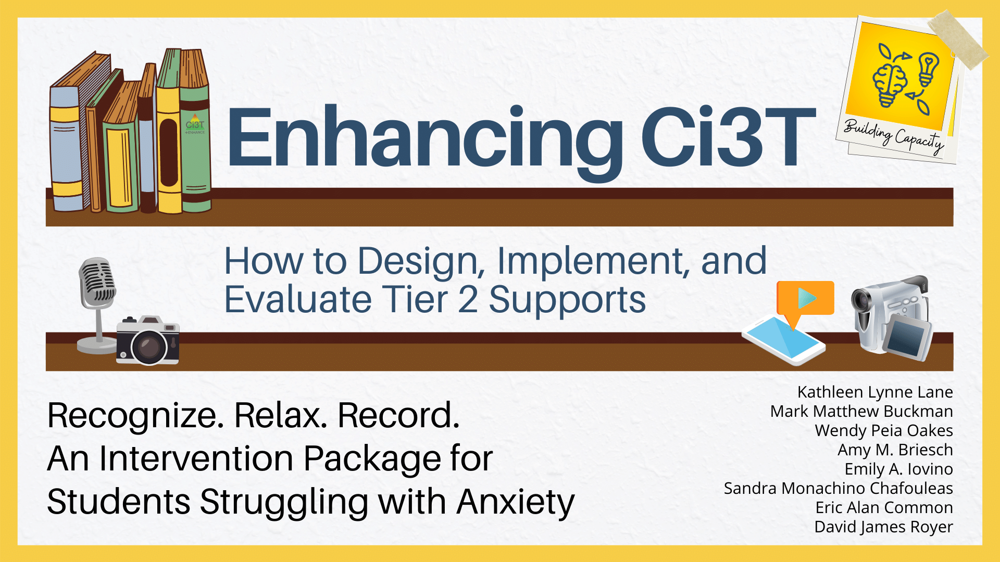 Ci3T
ENHANCE
Enhancing Ci3T
Building Capacity
How to Design, Implement, and
Evaluate Tier 2 Supports
Recognize. Relax. Record.
An Intervention Package for
Students Struggling with Anxiety
Kathleen Lynne Lane
Mark Matthew Buckman
Wendy Peia Oakes
Amy M. Briesch
Emily A. Iovino
Sandra Monachino Chafouleas
Eric Alan Common
David James Royer